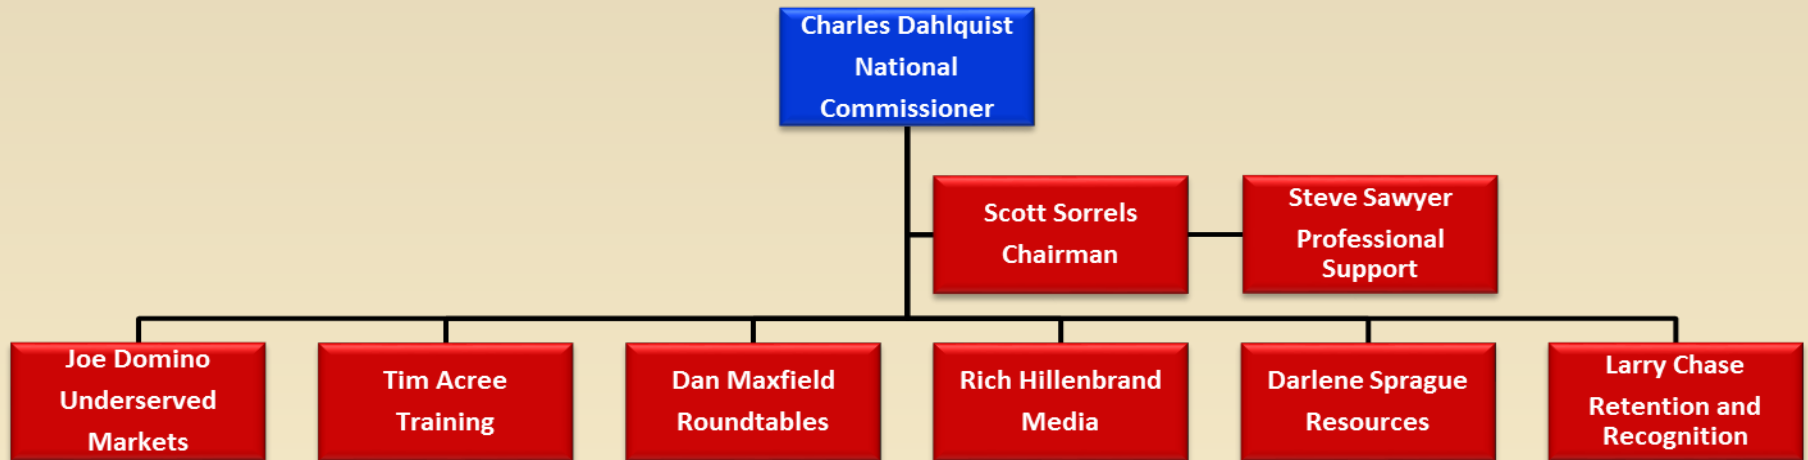 Charles Dahlquist
National
Commissioner
Scott Sorrels
Chairman
Steve Sawyer
Professional
Support
Joe Domino
Underserved
Markets
Tim Acree
Training
Dan Maxfield
Roundtables
Rich Hillenbrand
Media
Darlene Sprague
Resources
Larry Chase
Retention and
Recognition